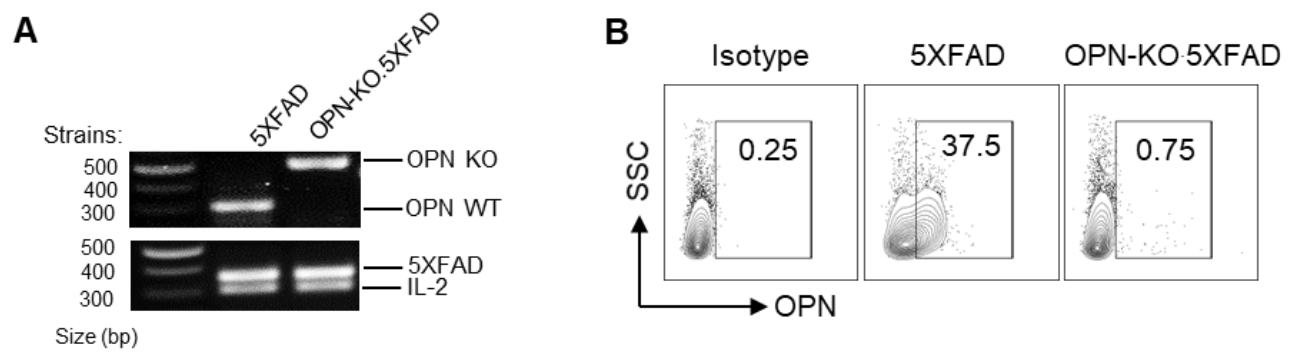 A
Strains:
5XFAD
OPN-KO.5XFAD
500
400
300
OPN KO
OPN WT
500
400
300
5XFAD
IL-2
Size (bp)
B
Isotype
5XFAD
OPN-KO·5XFAD
0.25
37.5
0.75
SSC
OPN